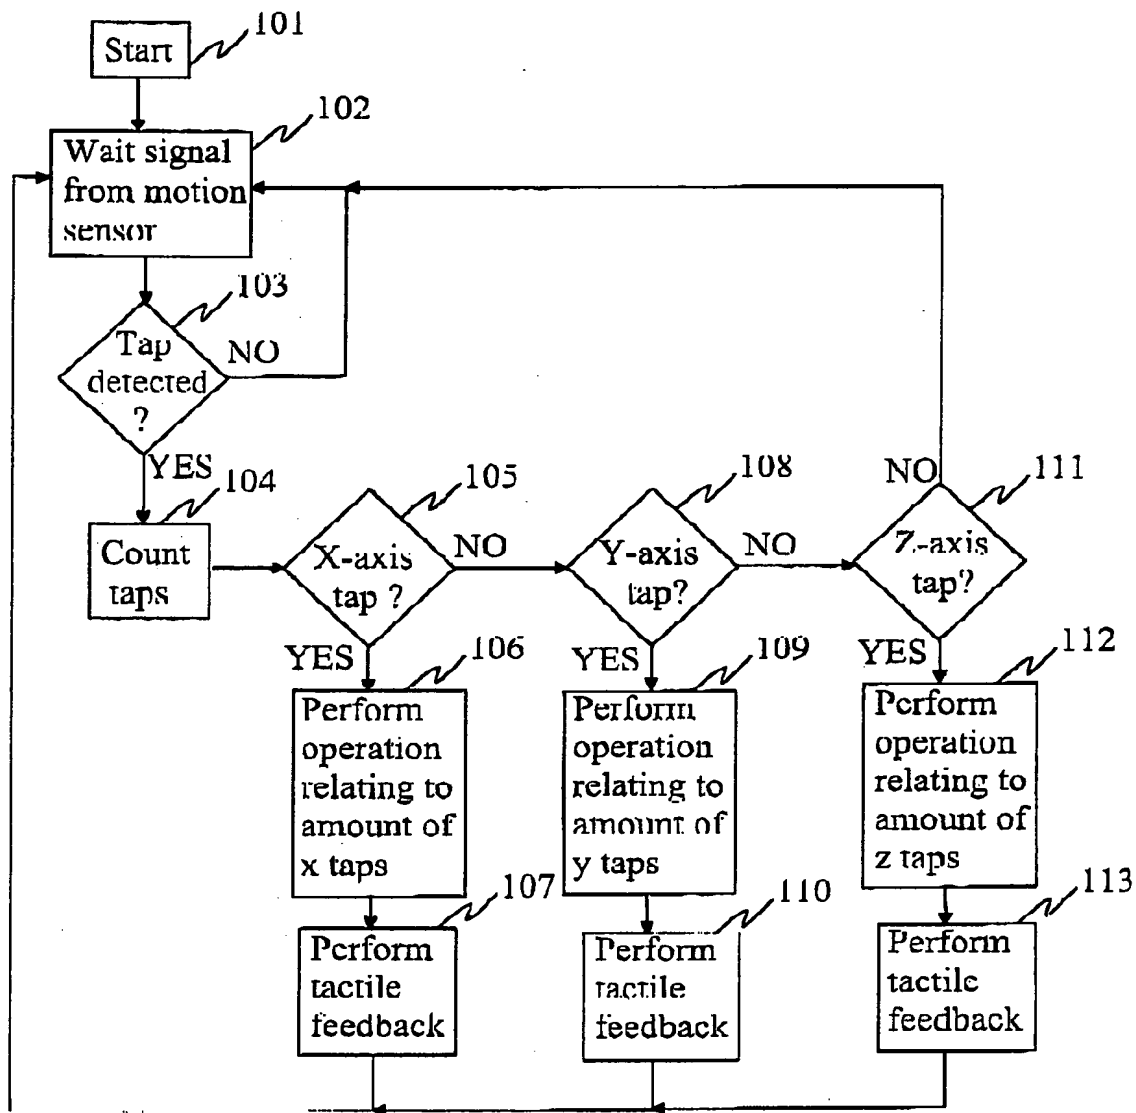 Start
101
102
Wait signal
from motion
sensor
103
Tap
detected
?
NO
YES
104
Count
taps
105
X-axis
tap ?
NO
108
Y-axis
tap?
NO
NO
111
Z-axis
tap?
YES
106
Perform
operation
relating to
amount of
x taps
107
Perform
tactile
feedback
YES
109
Perform
operation
relating to
amount of
y taps
110
Perform
tactile
feedback
YES
112
Perform
operation
relating to
amount of
z taps
113
Perform
tactile
feedback